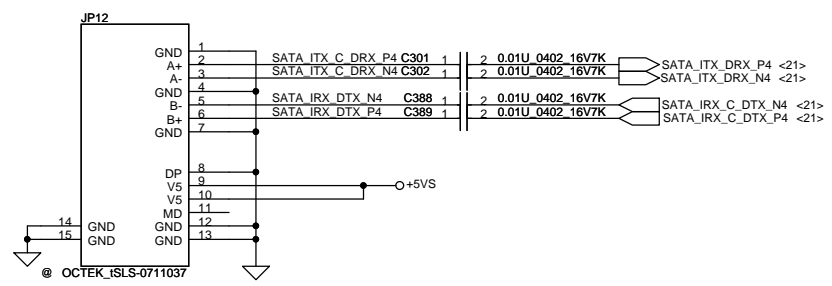 JP12
GND 1
A+ 2 SATA_ITX_C_DRX_P4 C301 1 2 0.01U_0402_16V7K SATA_ITX_DRX_P4 <21>
A- 3 SATA_ITX_C_DRX_N4 C302 1 2 0.01U_0402_16V7K SATA_ITX_DRX_N4 <21>
GND 4
B- 5 SATA_IRX_DTX_N4 C388 1 2 0.01U_0402_16V7K SATA_IRX_C_DTX_N4 <21>
B+ 6 SATA_IRX_DTX_P4 C389 1 2 0.01U_0402_16V7K SATA_IRX_C_DTX_P4 <21>
GND 7
DP 8
V5 9 +5VS
V5 10
MD 11
14 GND GND 12
15 GND GND 13
@ OCTEK_tSLS-0711037